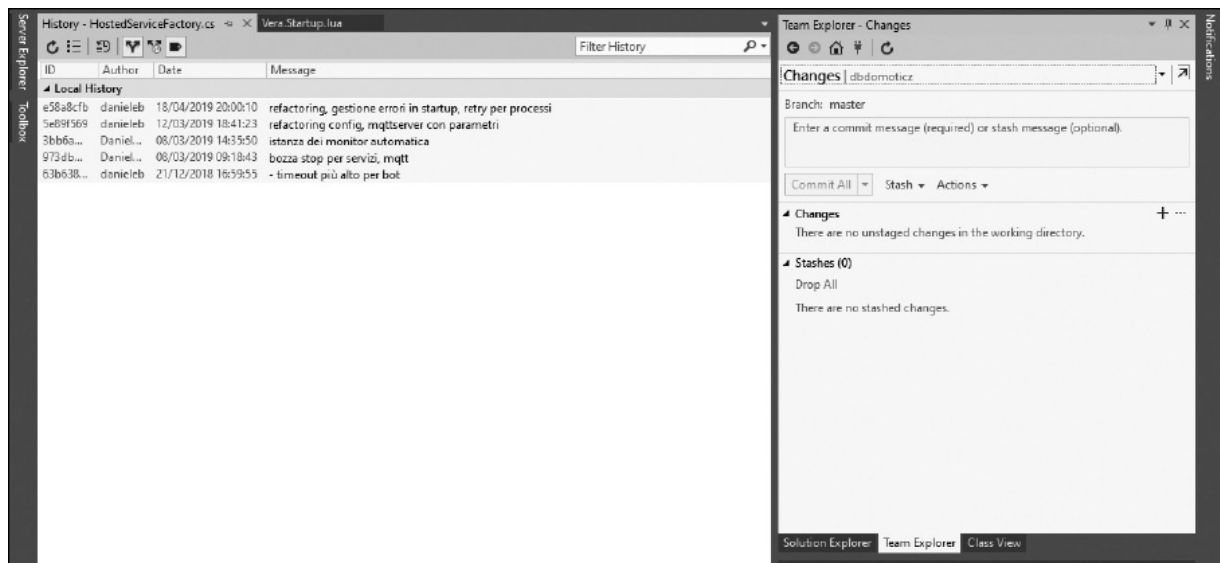 Server Explorer
Toolbox
History - HostedServiceFactory.cs
Vera.Startup.lua
Filter History
ID Author Date Message
Local History
e58a8cfb danieleb 18/04/2019 20:00:10 refactoring, gestione errori in startup, retry per processi
5e89f569 danieleb 12/03/2019 18:41:23 refactoring config, mqttserver con parametri
3bb6a... Daniel... 08/03/2019 14:35:50 istanza dei monitor automatica
973db... Daniel... 08/03/2019 09:18:43 bozza stop per servizi, mqtt
63b638... danieleb 21/12/2018 16:59:55 - timeout più alto per bot
Team Explorer - Changes
Changes | dbdomoticz
Branch: master
Enter a commit message (required) or stash message (optional).
Commit All Stash Actions
Changes
There are no unstaged changes in the working directory.
Stashes (0)
Drop All
There are no stashed changes.
Solution Explorer Team Explorer Class View
Notifications